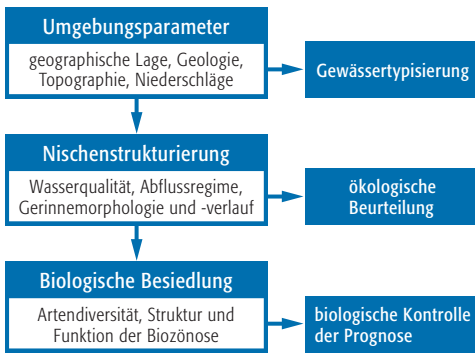 Umgebungsparameter
geographische Lage, Geologie,
Topographie, Niederschläge
Gewässertypisierung
Nischenstrukturierung
Wasserqualität, Abflussregime,
Gerinnemorphologie und -verlauf
ökologische
Beurteilung
Biologische Besiedlung
Artendiversität, Struktur und
Funktion der Biozönose
biologische Kontrolle
der Prognose